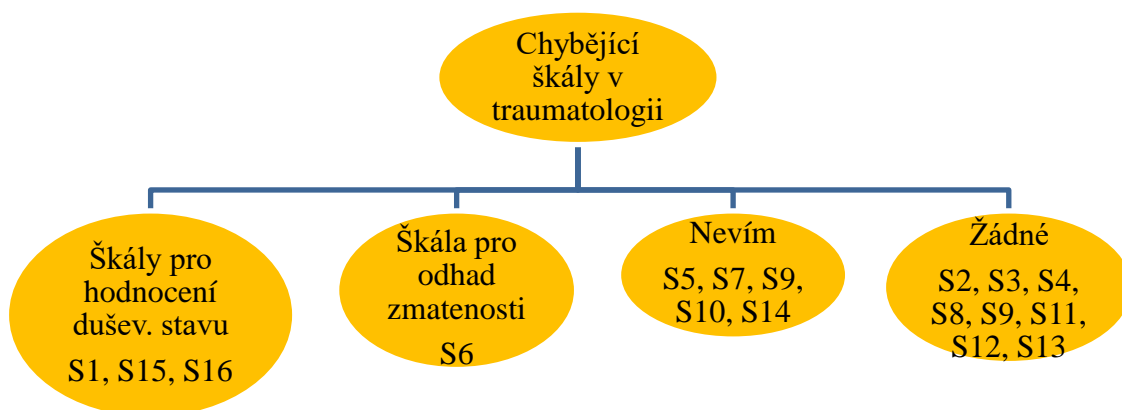 Chybějící
škály v
traumatologii
Škály pro
hodnocení
dušev. stavu
S1, S15, S16
Škála pro
odhad
zmatenosti
S6
Nevím
S5, S7, S9,
S10, S14
Žádné
S2, S3, S4,
S8, S9, S11,
S12, S13